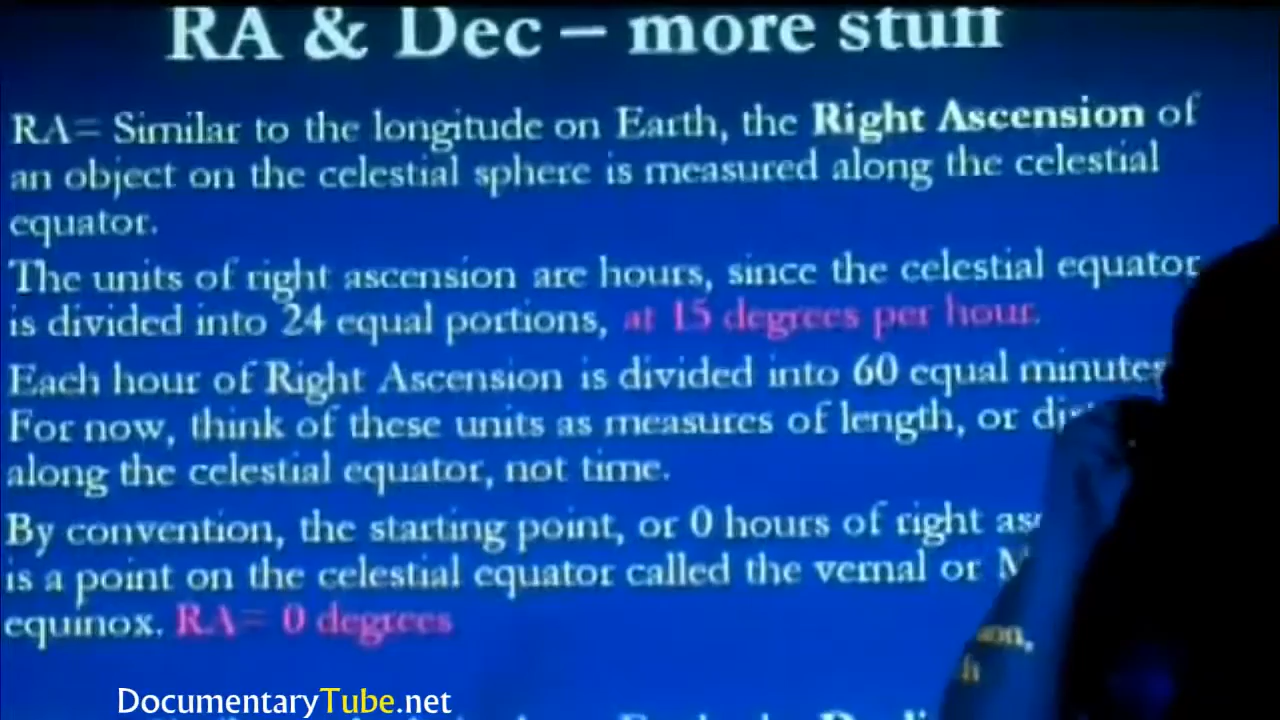 RA & Dec – more stuff
RA= Similar to the longitude on Earth, the Right Ascension of
an object on the celestial sphere is measured along the celestial
equator.
The units of right ascension are hours, since the celestial equator
is divided into 24 equal portions, at 15 degrees per hour.
Each hour of Right Ascension is divided into 60 equal minutes
For now, think of these units as measures of length, or
along the celestial equator, not time.
By convention, the starting point, or 0 hours of right
is a point on the celestial equator called the vernal or
equinox. RA= 0 degrees
DocumentaryTube.net